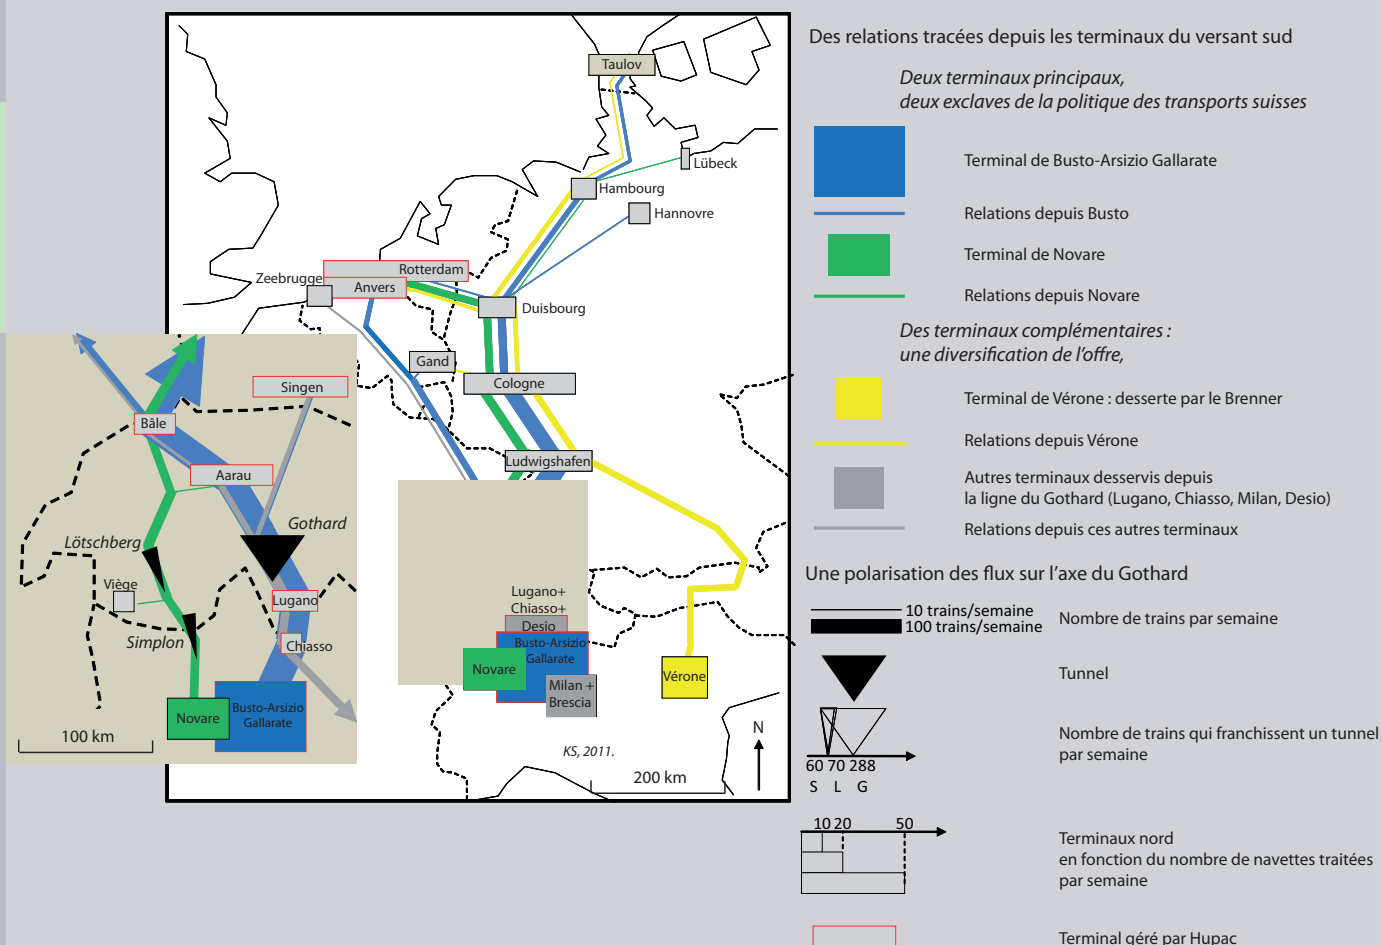 Taulov
Lübeck
Hambourg
Hannovre
Rotterdam
Zeebrugge
Anvers
Duisbourg
Gand
Cologne
Ludwigshafen
Singen
Bâle
Aarau
Gothard
Lötschberg
Viège
Lugano
Simplon
Chiasso
Novare
Busto-Arsizio
Gallarate
100 km
Lugano+
Chiasso+
Desio
Busto-Arsizio
Gallarate
Novare
Milan +
Brescia
Vérone
KS, 2011.
200 km
N
Des relations tracées depuis les terminaux du versant sud
Deux terminaux principaux,
deux exclaves de la politique des transports suisses
Terminal de Busto-Arsizio Gallarate
Relations depuis Busto
Terminal de Novare
Relations depuis Novare
Des terminaux complémentaires :
une diversification de l'offre,
Terminal de Vérone : desserte par le Brenner
Relations depuis Vérone
Autres terminaux desservis depuis
la ligne du Gothard (Lugano, Chiasso, Milan, Desio)
Relations depuis ces autres terminaux
Une polarisation des flux sur l'axe du Gothard
10 trains/semaine
100 trains/semaine
Nombre de trains par semaine
Tunnel
Nombre de trains qui franchissent un tunnel
par semaine
60 70 288
S L G
10 20 50
Terminaux nord
en fonction du nombre de navettes traitées
par semaine
Terminal géré par Hupac